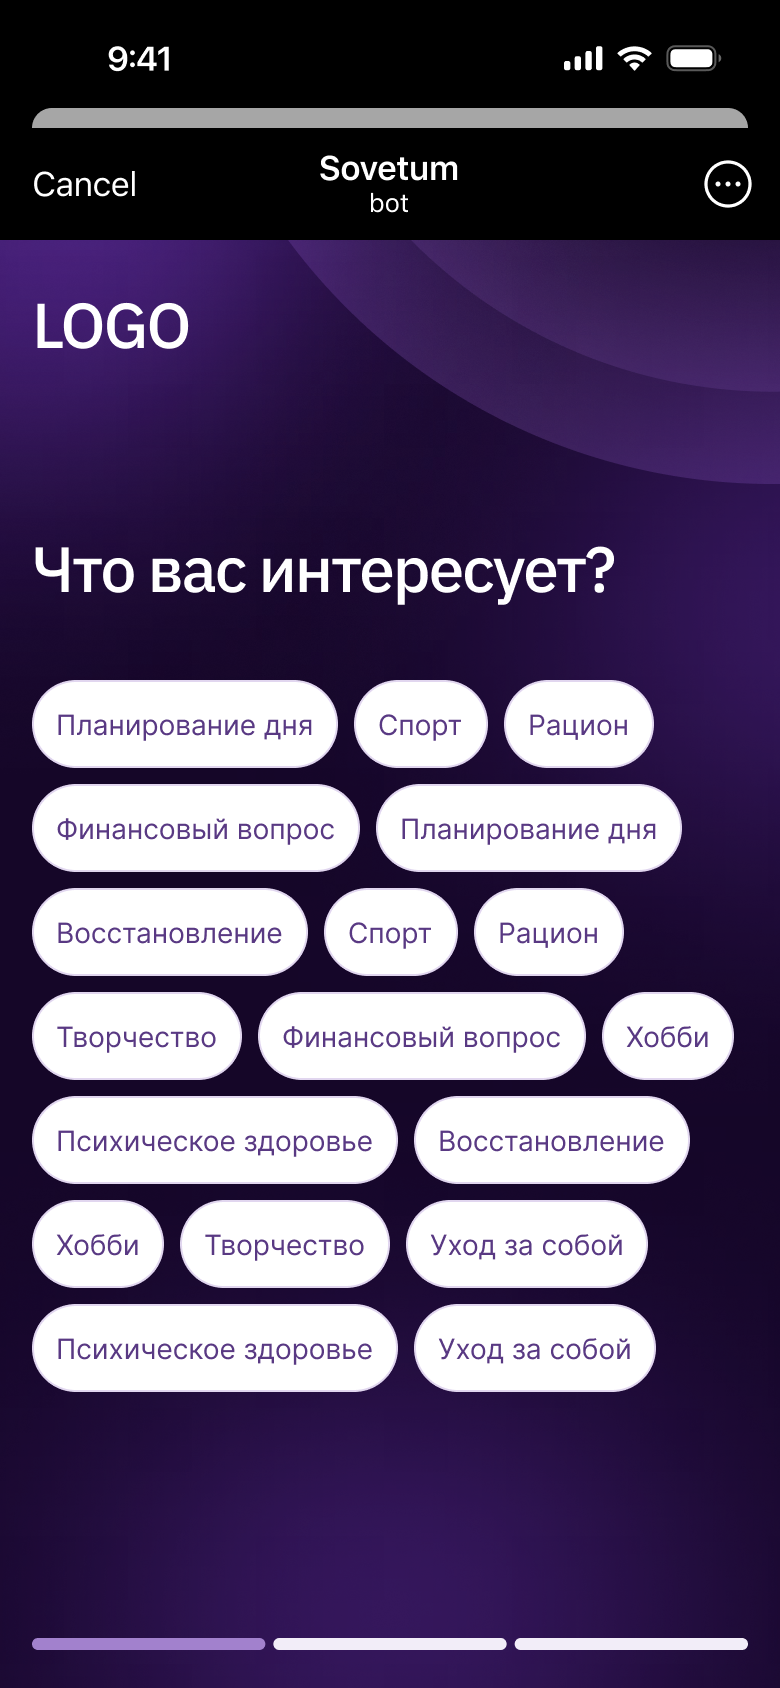 9:41
Cancel
Sovetum
bot
LOGO
Что вас интересует?
Планирование дня Спорт Рацион
Финансовый вопрос Планирование дня
Восстановление Спорт Рацион
Творчество Финансовый вопрос Хобби
Психическое здоровье Восстановление
Хобби Творчество Уход за собой
Психическое здоровье Уход за собой